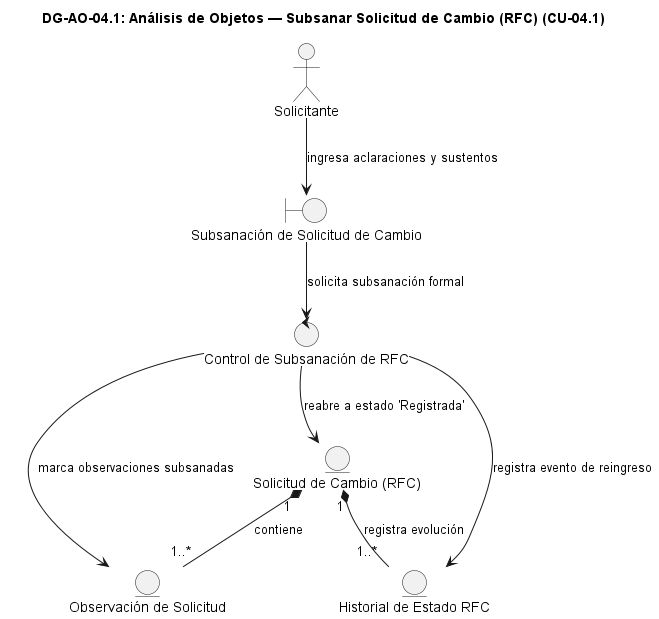 DG-AO-04.1: Análisis de Objetos — Subsanar Solicitud de Cambio (RFC) (CU-04.1)
Solicitante
ingresa aclaraciones y sustentos
Subsanación de Solicitud de Cambio
solicita subsanación formal
Control de Subsanación de RFC
reabre a estado 'Registrada'
marca observaciones subsanadas
registra evento de reingreso
Solicitud de Cambio (RFC)
1
1
contiene
registra evolución
1..*
1..*
Observación de Solicitud
Historial de Estado RFC